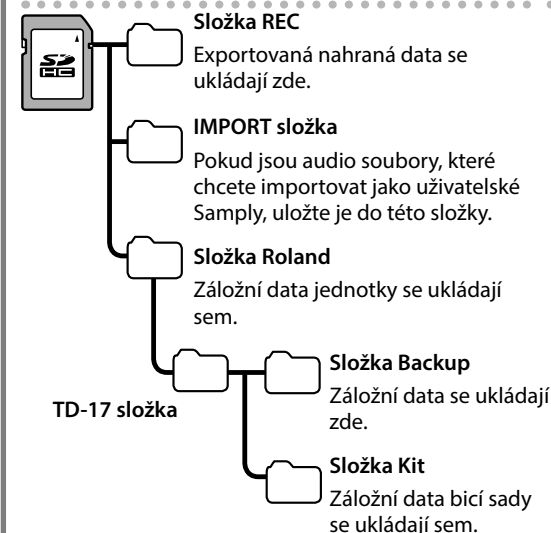 SD
HC
Složka REC
Exportovaná nahraná data se
ukládají zde.
IMPORT složka
Pokud jsou audio soubory, které
chcete importovat jako uživatelské
Samply, uložte je do této složky.
Složka Roland
Záložní data jednotky se ukládají
sem.
TD-17 složka
Složka Backup
Záložní data se ukládají
zde.
Složka Kit
Záložní data bicí sady
se ukládají sem.